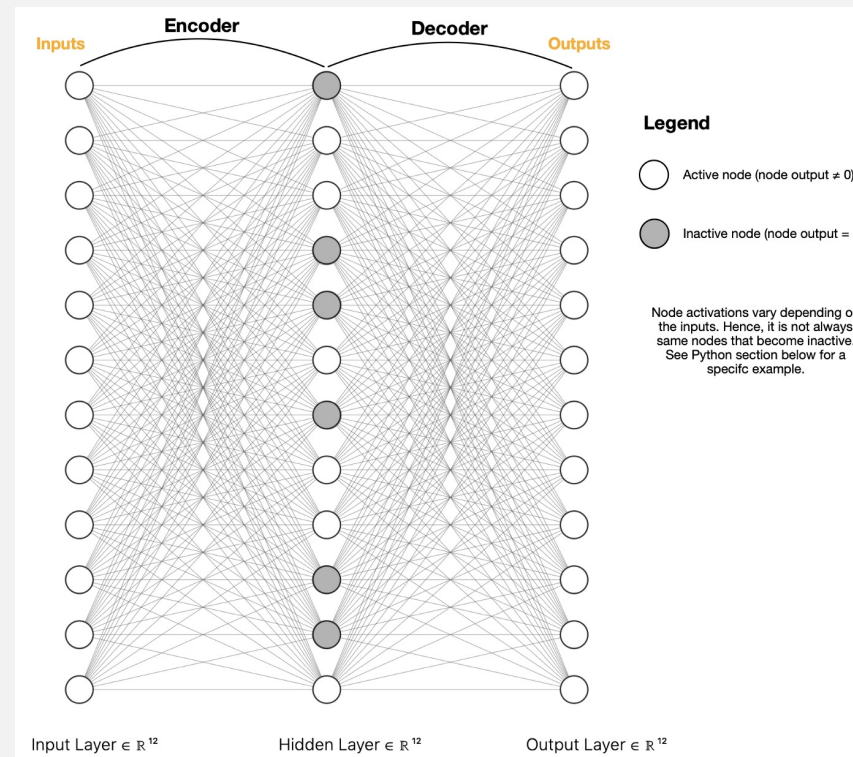 Encoder
Decoder
Inputs
Outputs
Legend
Active node (node output ≠ 0)
Inactive node (node output =
Node activations vary depending o
the inputs. Hence, it is not always
same nodes that become inactive.
See Python section below for a
specifc example.
Input Layer ∈ ℝ¹²
Hidden Layer ∈ ℝ¹²
Output Layer ∈ ℝ¹²